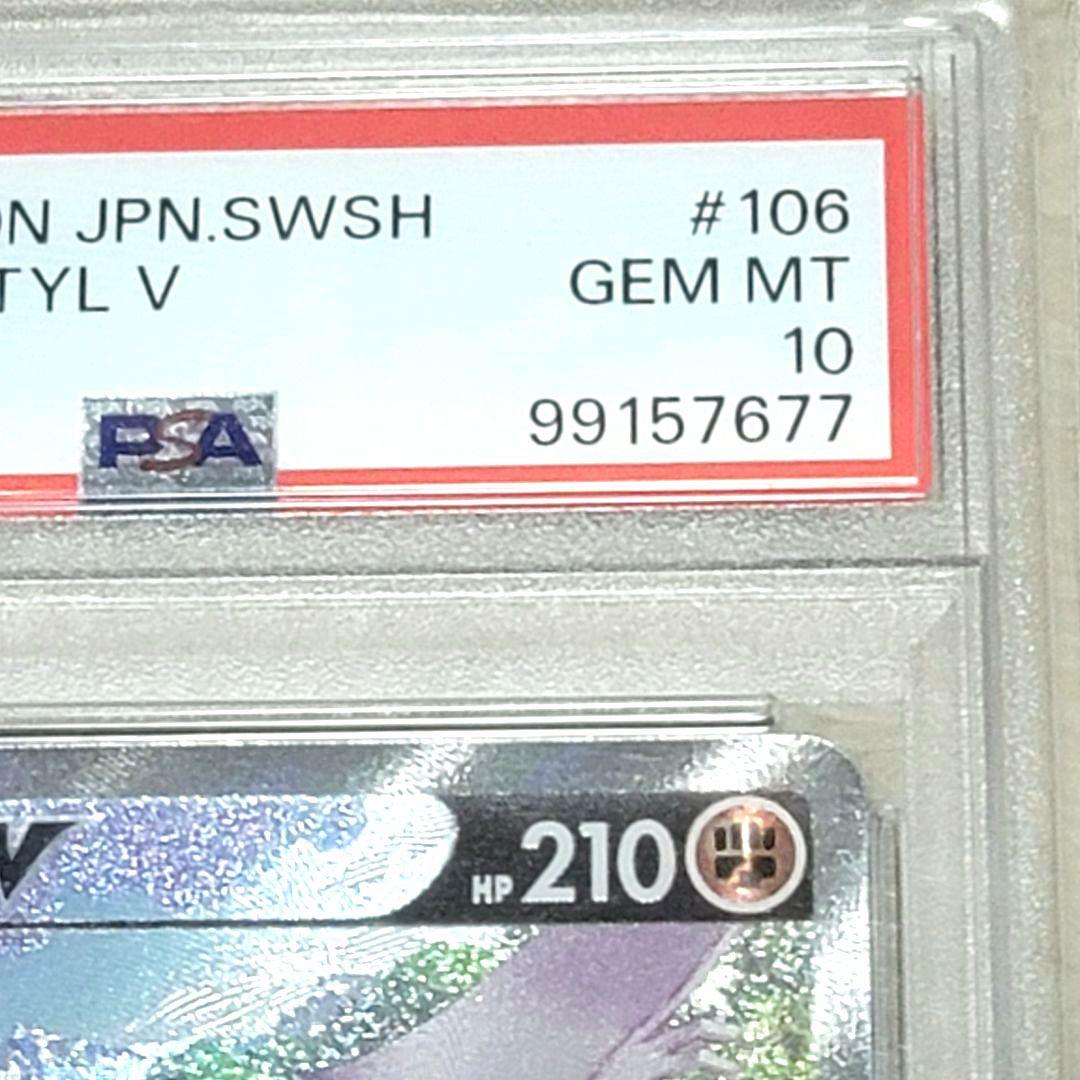 ON JPN.SWSH #106
TYL V GEM MT
10
PSA 99157677
V HP 210